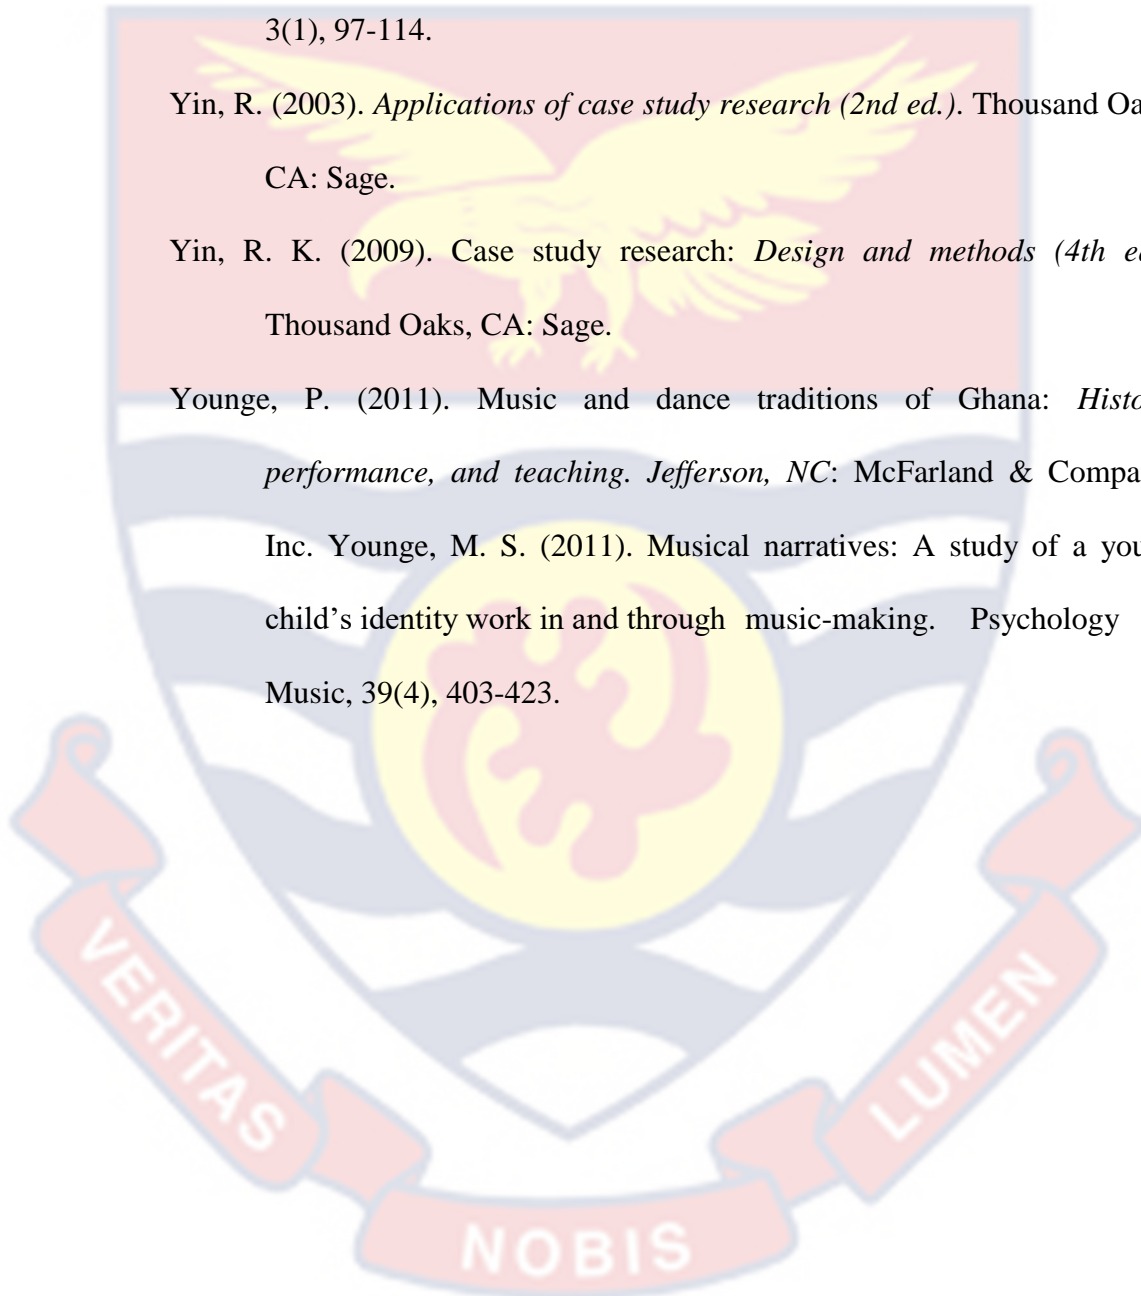 3(1), 97-114.
Yin, R. (2003). Applications of case study research (2nd ed.). Thousand Oa
CA: Sage.
Yin, R. K. (2009). Case study research: Design and methods (4th e
Thousand Oaks, CA: Sage.
Younge, P. (2011). Music and dance traditions of Ghana: Histo
performance, and teaching. Jefferson, NC: McFarland & Compa
Inc. Younge, M. S. (2011). Musical narratives: A study of a you
child’s identity work in and through music-making. Psychology
Music, 39(4), 403-423.
VERITAS
NOBIS
LUMEN